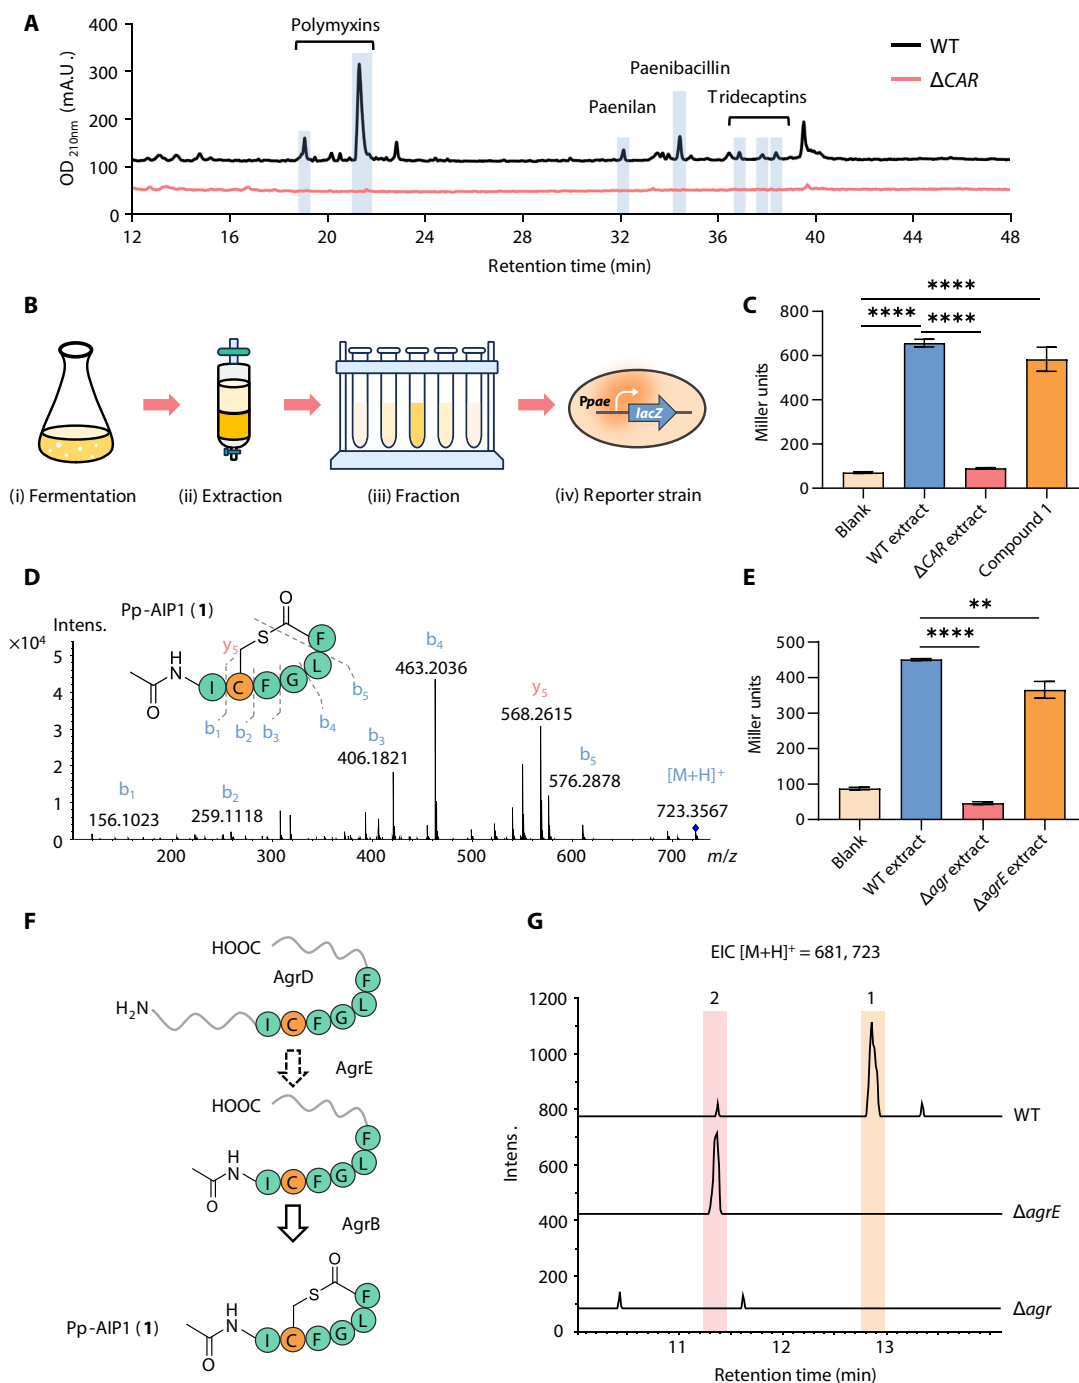 A
400
300
200
100
0
OD 210nm (mA.U.)
Polymyxins
Paenilan
Paenibacillin
Tridecaptins
WT
ΔCAR
12 16 20 24 28 32 36 40 44 48
Retention time (min)
B
Ppae
lacZ
(i) Fermentation
(ii) Extraction
(iii) Fraction
(iv) Reporter strain
C
****
**** ****
800
600
400
200
0
Miller units
Blank
WT extract
ΔCAR extract
Compound 1
D
Intens.
×10⁴
5
4
3
2
1
0
Pp-AIP1 (1)
O
S
H
N
O
I C F G L F
y₅
b₁ b₂ b₃ b₄ b₅
b₁
156.1023
b₂
259.1118
b₃
406.1821
b₄
463.2036
y₅
568.2615
b₅
576.2878
[M+H]⁺
723.3567
200 300 400 500 600 700 m/z
E
**
****
500
400
300
200
100
0
Miller units
Blank
WT extract
Δagr extract
ΔagrE extract
F
HOOC
AgrD
H₂N
I C F G L F
AgrE
HOOC
H
N
O
I C F G L F
AgrB
O
S
Pp-AIP1 (1)
H
N
O
I C F G L F
G
EIC [M+H]⁺ = 681, 723
2 1
1200
1000
800
600
400
200
0
Intens.
WT
ΔagrE
Δagr
11 12 13
Retention time (min)